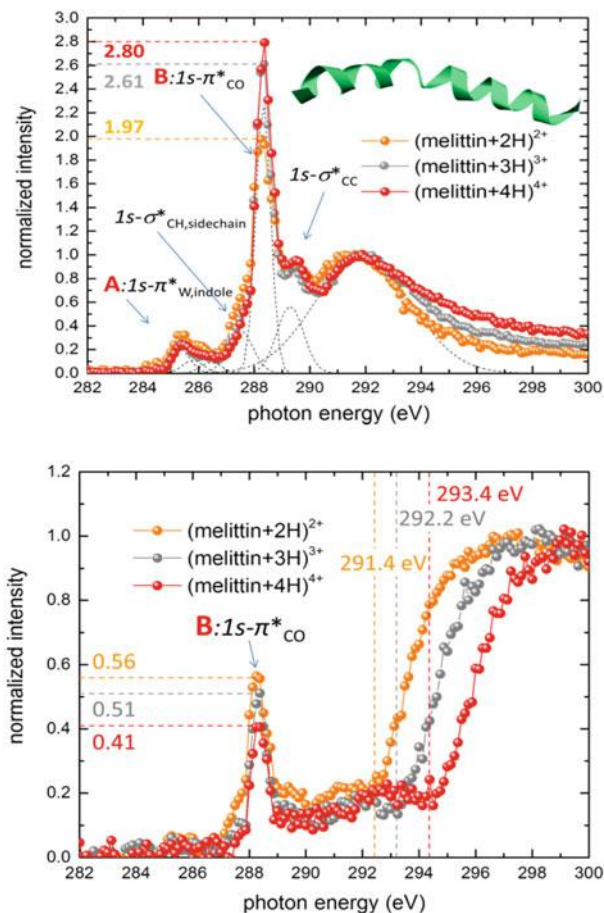 2.8
2.6
2.4
2.2
2.0
1.8
1.6
1.4
1.2
1.0
0.8
0.6
0.4
0.2
0.0
normalized intensity
2.80
2.61
1.97
B:1s-π*CO
1s-σ*CC
1s-σ*CH,sidechain
A:1s-π*W,indole
(melittin+2H)²⁺
(melittin+3H)³⁺
(melittin+4H)⁴⁺
282 284 286 288 290 292 294 296 298 300
photon energy (eV)
1.2
1.0
0.8
0.6
0.4
0.2
0.0
normalized intensity
(melittin+2H)²⁺
(melittin+3H)³⁺
(melittin+4H)⁴⁺
293.4 eV
292.2 eV
291.4 eV
B:1s-π*CO
0.56
0.51
0.41
282 284 286 288 290 292 294 296 298 300
photon energy (eV)